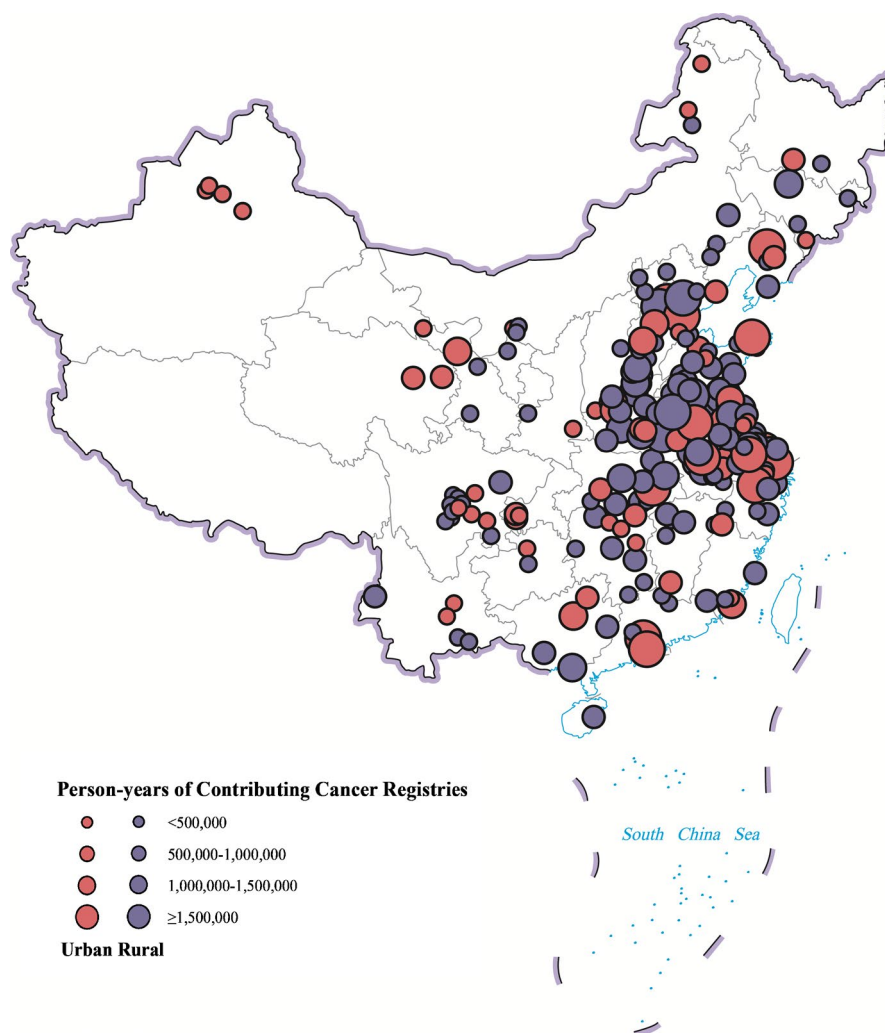 Person-years of Contributing Cancer Registries
<500,000
500,000-1,000,000
1,000,000-1,500,000
≥1,500,000
Urban Rural
South China Sea